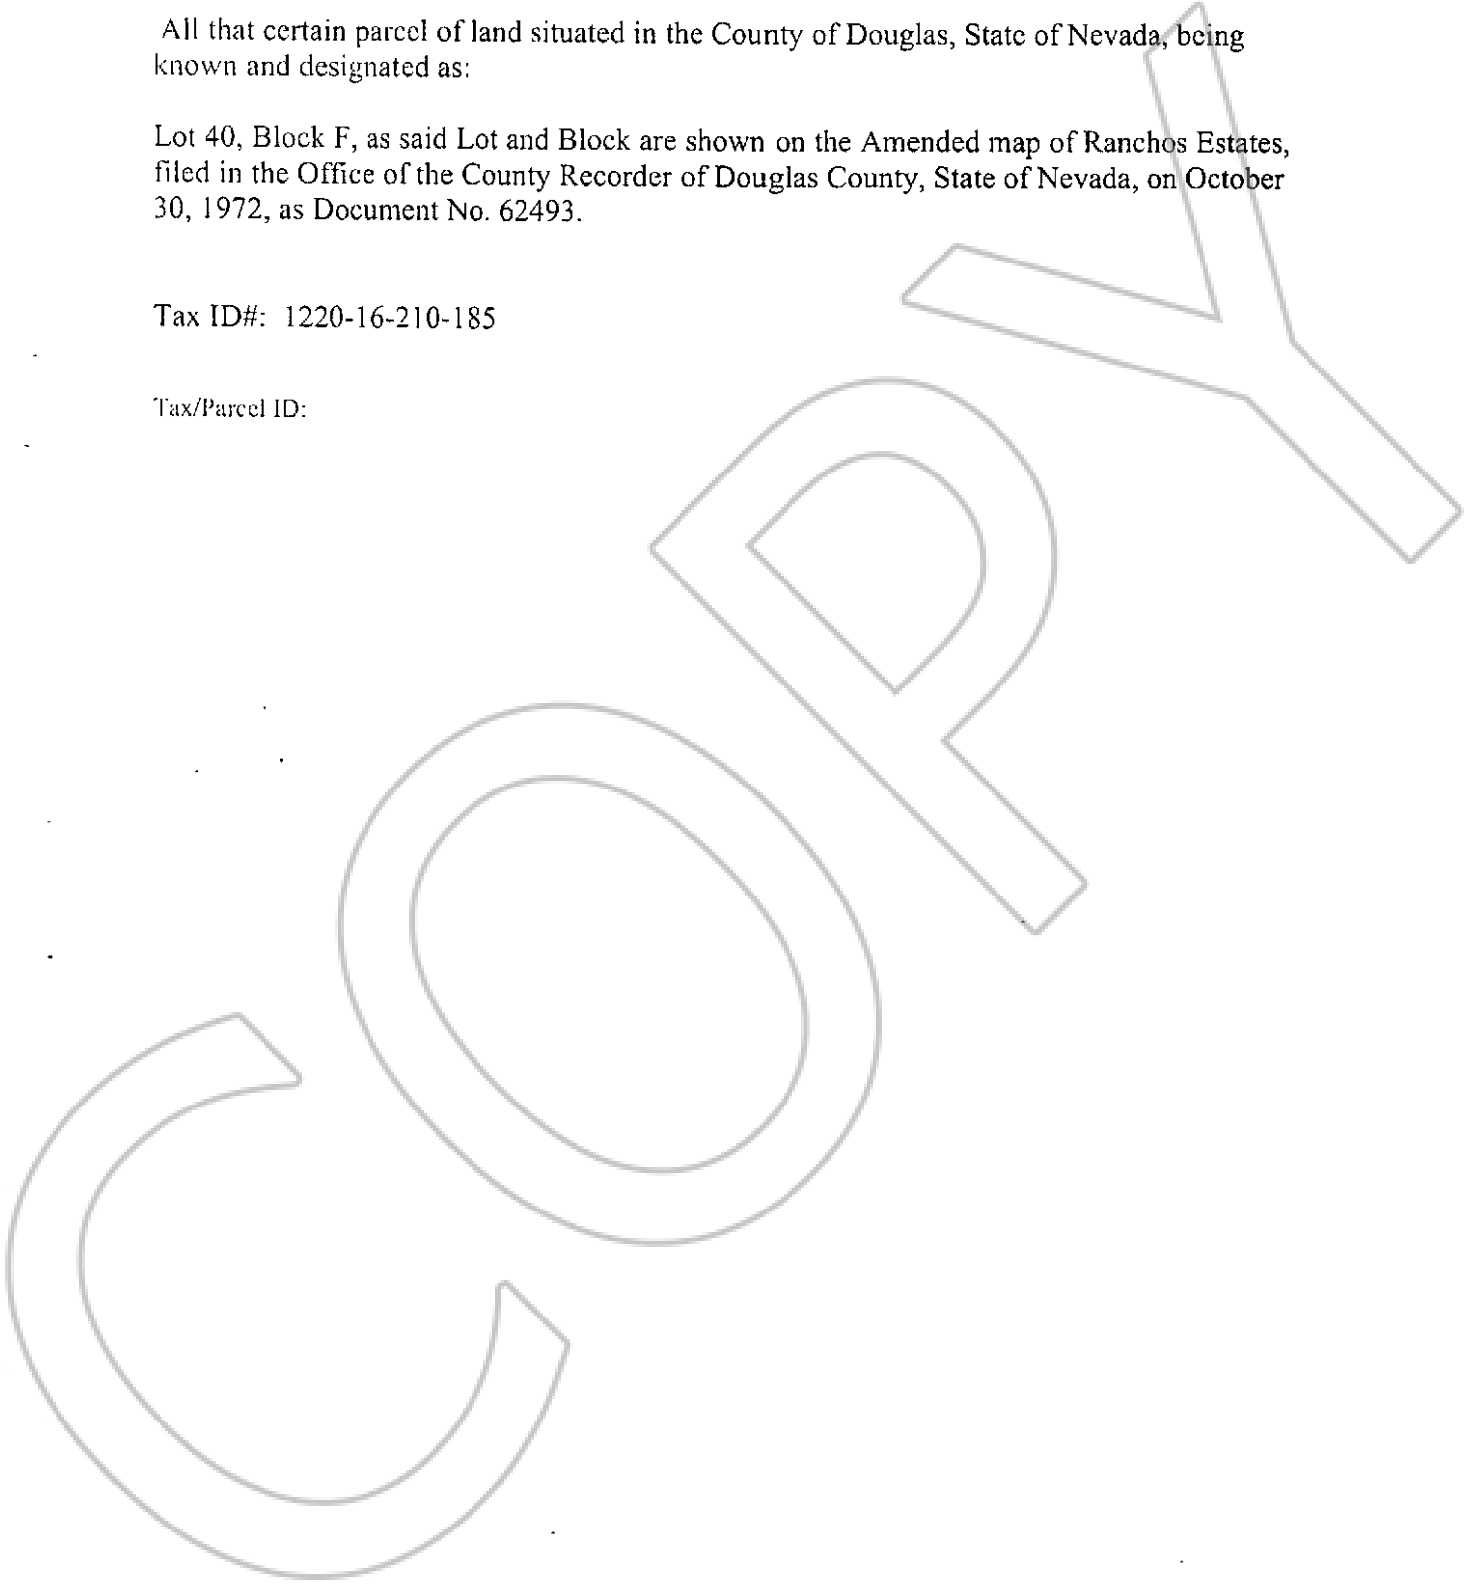 All that certain parcel of land situated in the County of Douglas, State of Nevada, being
known and designated as:
Lot 40, Block F, as said Lot and Block are shown on the Amended map of Ranchos Estates,
filed in the Office of the County Recorder of Douglas County, State of Nevada, on October
30, 1972, as Document No. 62493.
Tax ID#: 1220-16-210-185
Tax/Parcel ID:
COPY